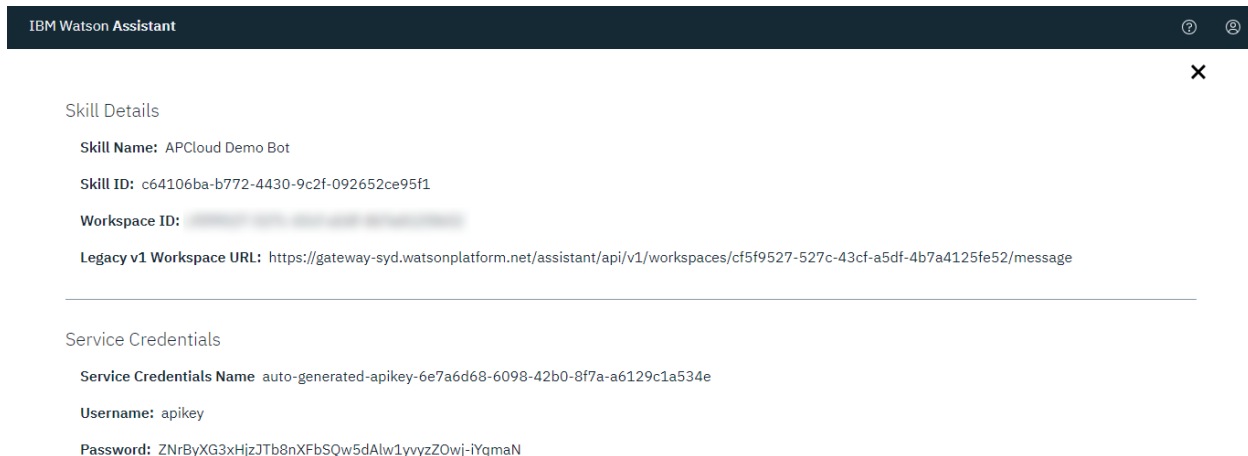 IBM Watson Assistant
Skill Details
Skill Name: APCloud Demo Bot
Skill ID: c64106ba-b772-4430-9c2f-092652ce95f1
Workspace ID:
Legacy v1 Workspace URL: https://gateway-syd.watsonplatform.net/assistant/api/v1/workspaces/cf5f9527-527c-43cf-a5df-4b7a4125fe52/message
Service Credentials
Service Credentials Name auto-generated-apikey-6e7a6d68-6098-42b0-8f7a-a6129c1a534e
Username: apikey
Password: ZNrByXG3xHjzJTb8nXFbSQw5dAlw1yvyzZOwj-iYqmaN